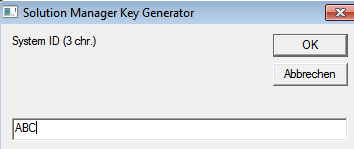 Solution Manager Key Generator
System ID (3 chr.)
OK
Abbrechen
ABC